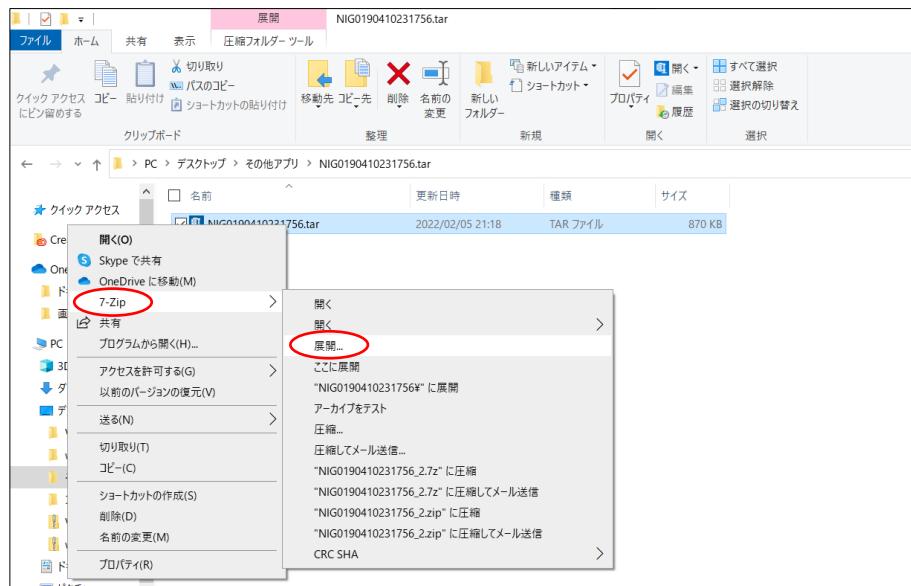 展開
NIG0190410231756.tar
ファイル
ホーム
共有
表示
圧縮フォルダー ツール
クイック アクセス
にピン留めする
コピー
貼り付け
切り取り
パスのコピー
ショートカットの貼り付け
クリップボード
移動先
コピー先
削除
名前の
変更
整理
新しい
フォルダー
新しいアイテム
ショートカット
新規
プロパティ
開く
編集
履歴
開く
すべて選択
選択解除
選択の切り替え
選択
PC > デスクトップ > その他アプリ > NIG0190410231756.tar
名前
更新日時
種類
サイズ
NIG0190410231756.tar
2022/02/05 21:18
TAR ファイル
870 KB
クイック アクセス
Cre
One
ド
画
PC
3D
ダ
デ
ド
開く(O)
Skype で共有
OneDrive に移動(M)
7-Zip
共有
プログラムから開く(H)...
アクセスを許可する(G)
以前のバージョンの復元(V)
送る(N)
切り取り(T)
コピー(C)
ショートカットの作成(S)
削除(D)
名前の変更(M)
プロパティ(R)
開く
開く
展開...
ここに展開
"NIG0190410231756¥" に展開
アーカイブをテスト
圧縮...
圧縮してメール送信...
"NIG0190410231756_2.7z" に圧縮
"NIG0190410231756_2.7z" に圧縮してメール送信
"NIG0190410231756_2.zip" に圧縮
"NIG0190410231756_2.zip" に圧縮してメール送信
CRC SHA